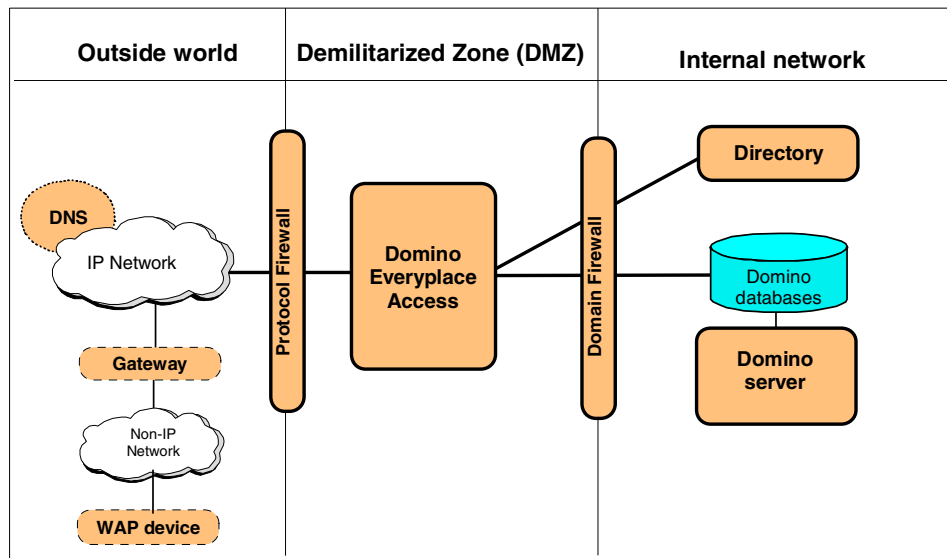 Outside world
Demilitarized Zone (DMZ)
Internal network
DNS
IP Network
Gateway
Non-IP
Network
WAP device
Protocol Firewall
Domino
Everyplace
Access
Domain Firewall
Directory
Domino
databases
Domino
server